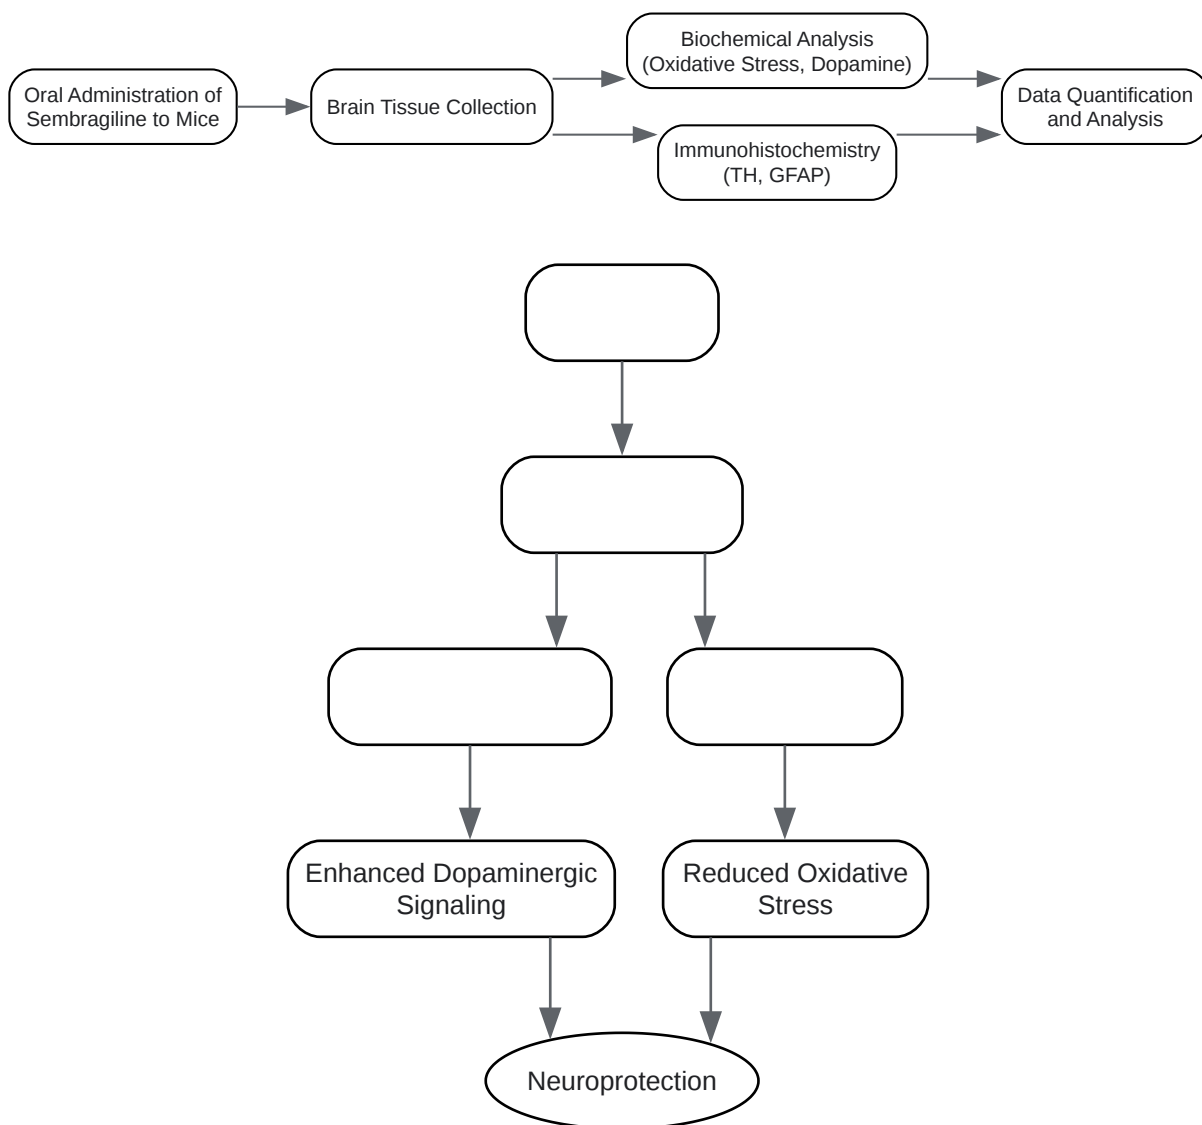 Oral Administration of
Sembragiline to Mice
Brain Tissue Collection
Biochemical Analysis
(Oxidative Stress, Dopamine)
Immunohistochemistry
(TH, GFAP)
Data Quantification
and Analysis
Enhanced Dopaminergic
Signaling
Reduced Oxidative
Stress
Neuroprotection